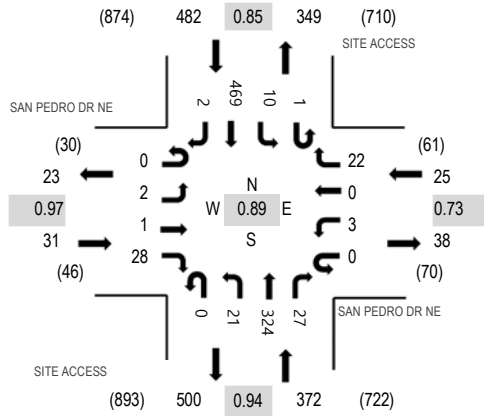 (874) 482 0.85 349 (710)
SITE ACCESS
2 469 10 1
SAN PEDRO DR NE
(30) (61)
0 22
23 25
2 N 0
0.97 W 0.89 E 0.73
1 S 3
31 38
28 0
(46) (70)
0 21 324 27
SAN PEDRO DR NE
SITE ACCESS
(893) 500 0.94 372 (722)